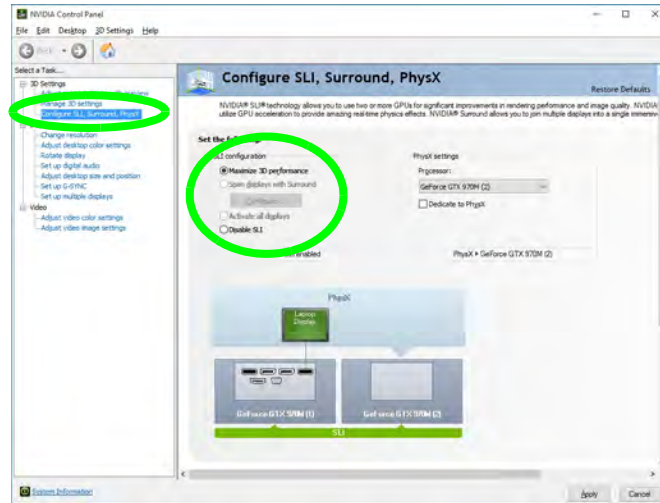 NVIDIA Control Panel
File Edit Desktop 3D Settings Help
Select a Task...
3D Settings
Manage 3D settings
Configure SLI, Surround, PhysX
Change resolution
Adjust desktop color settings
Rotate display
Set up digital audio
Adjust desktop size and position
Set up G-SYNC
Set up multiple displays
Video
Adjust video color settings
Adjust video image settings
System Information
Configure SLI, Surround, PhysX
Restore Defaults
NVIDIA® SLI® technology allows you to use two or more GPUs for significant improvements in rendering performance and image quality. NVIDIA
utilize GPU acceleration to provide amazing real-time physics effects. NVIDIA® Surround allows you to join multiple displays into a single immersiv
Set the
SLI configuration
Maximize 3D performance
Span displays with Surround
Configure...
Activate all displays
Disable SLI
enabled
PhysX settings
Processor:
GeForce GTX 970M (2)
Dedicate to PhysX
PhysX > GeForce GTX 970M (2)
PhysX
Laptop
Display
GeForce GTX 970M (1)
GeForce GTX 970M (2)
SLI
Apply
Cancel